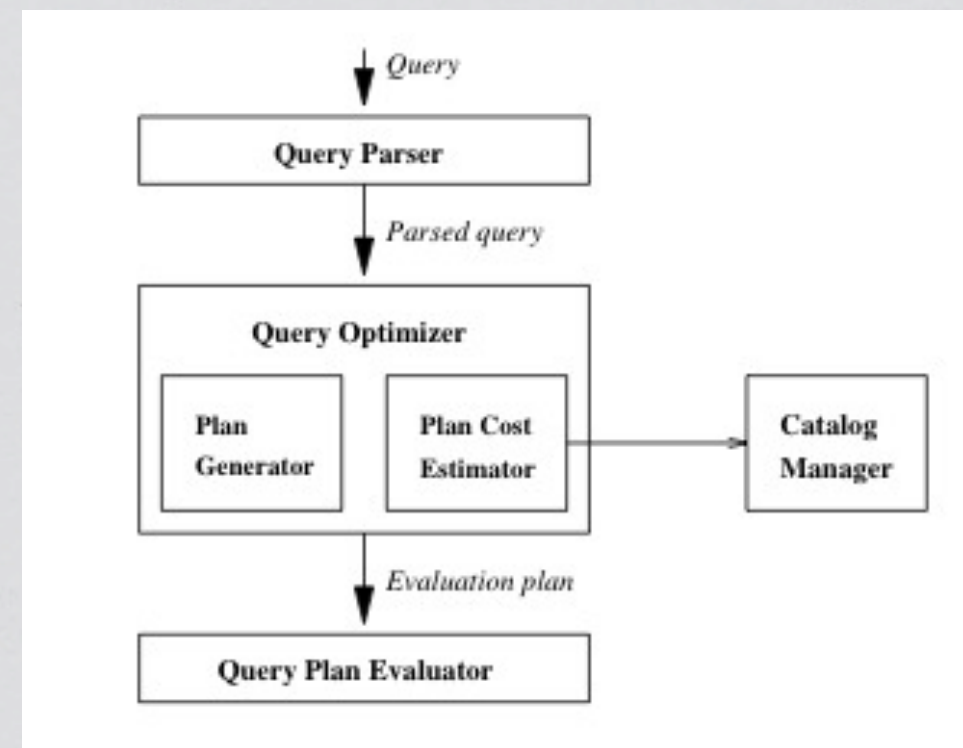 Query
Query Parser
Parsed query
Query Optimizer
Plan
Generator
Plan Cost
Estimator
Catalog
Manager
Evaluation plan
Query Plan Evaluator